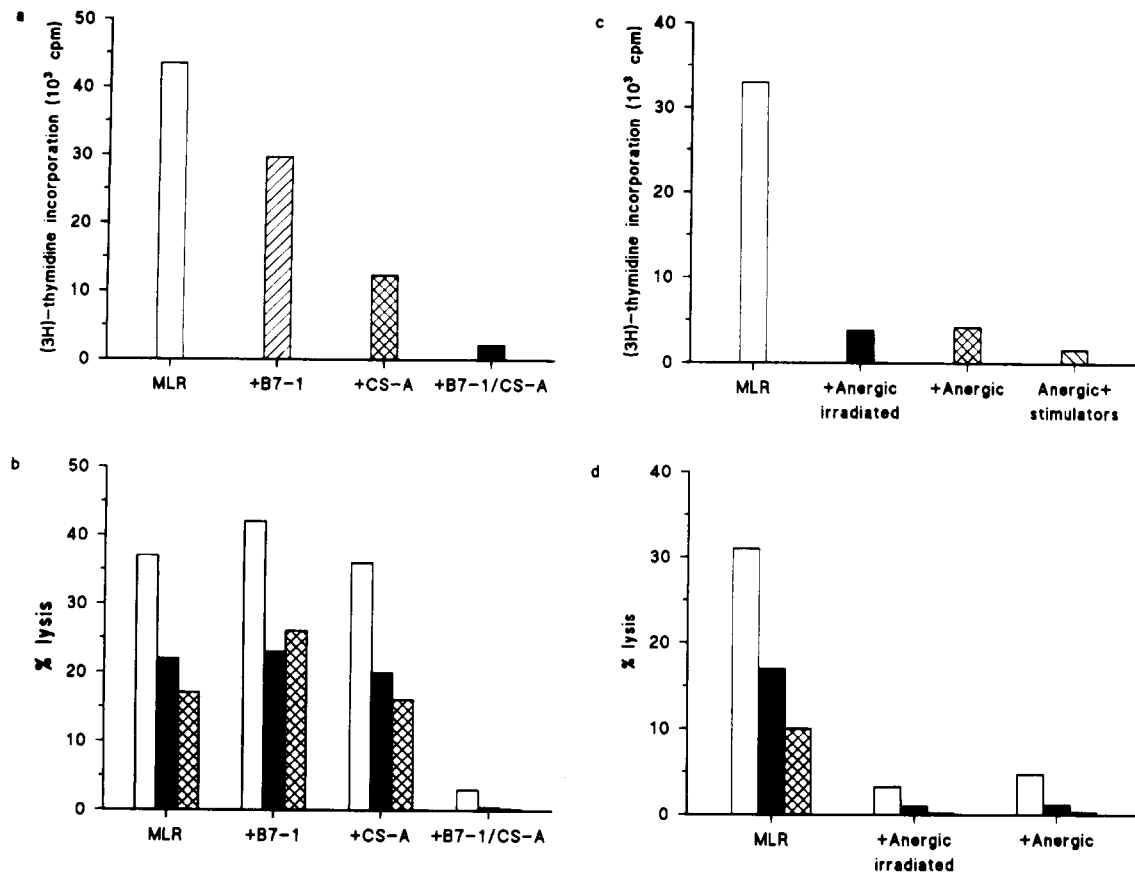 a
(3H)-thymidine incorporation (10³ cpm)
50
40
30
20
10
0
MLR
+B7-1
+CS-A
+B7-1/CS-A
c
(3H)-thymidine incorporation (10³ cpm)
40
30
20
10
0
MLR
+Anergic
irradiated
+Anergic
Anergic+
stimulators
b
% lysis
50
40
30
20
10
0
MLR
+B7-1
+CS-A
+B7-1/CS-A
d
% lysis
40
30
20
10
0
MLR
+Anergic
irradiated
+Anergic